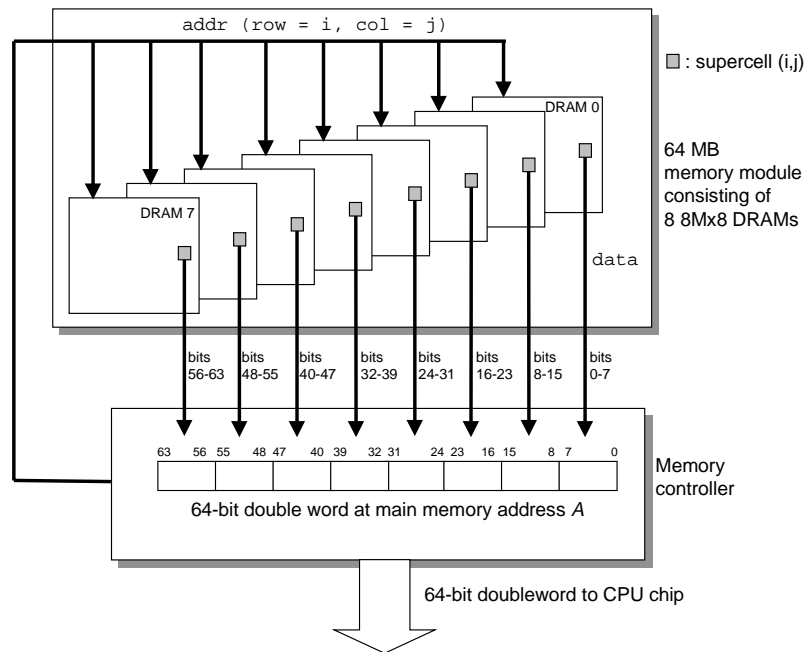 addr (row = i, col = j)
: supercell (i,j)
DRAM 0
64 MB
memory module
consisting of
8 8Mx8 DRAMs
DRAM 7
data
bits
56-63
bits
48-55
bits
40-47
bits
32-39
bits
24-31
bits
16-23
bits
8-15
bits
0-7
63 56 55 48 47 40 39 32 31 24 23 16 15 8 7 0
Memory
controller
64-bit double word at main memory address A
64-bit doubleword to CPU chip